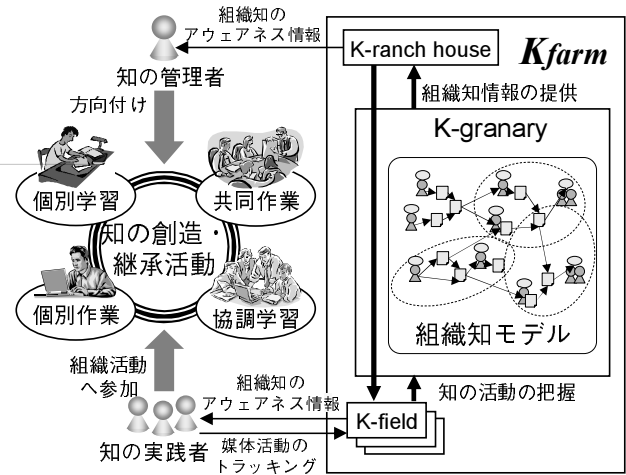 組織知の
アウェアネス情報
K-ranch house
Kfarm
知の管理者
組織知情報の提供
方向付け
K-granary
個別学習
共同作業
知の創造・
継承活動
個別作業
協調学習
組織知モデル
組織活動
へ参加
組織知の
アウェアネス情報
知の活動の把握
K-field
知の実践者
媒体活動の
トラッキング